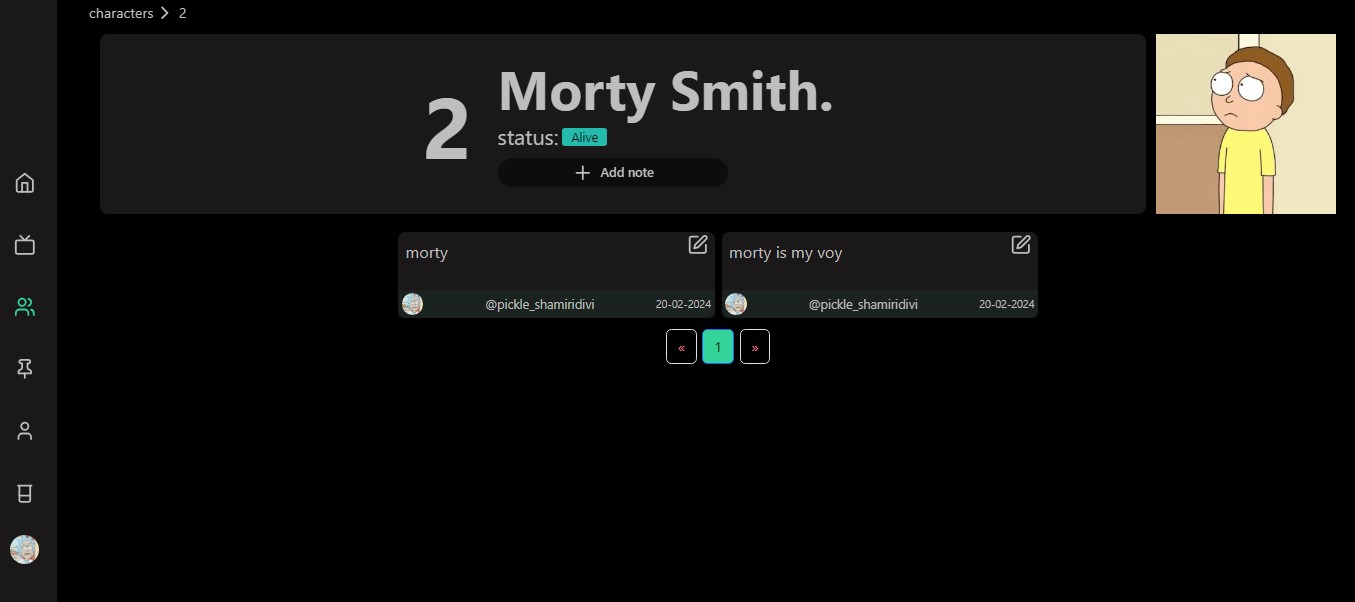 characters > 2
2
Morty Smith.
status: Alive
+ Add note
morty
@pickle_shamiridivi 20-02-2024
morty is my voy
@pickle_shamiridivi 20-02-2024
« 1 »